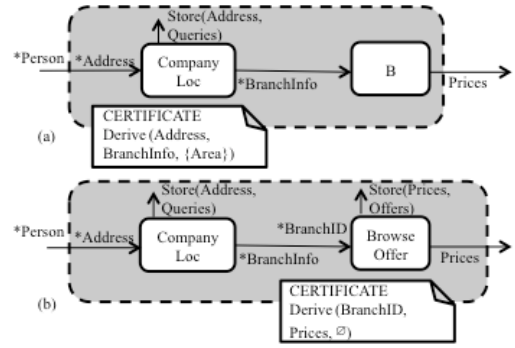 Store(Address,
Queries)
*Person
*Address
Company
Loc
*BranchInfo
B
Prices
(a)
CERTIFICATE
Derive (Address,
BranchInfo, {Area})
Store(Address,
Queries)
Store(Prices,
Offers)
*Person
*Address
Company
Loc
*BranchInfo
*BranchID
Browse
Offer
Prices
(b)
CERTIFICATE
Derive (BranchID,
Prices, ∅)